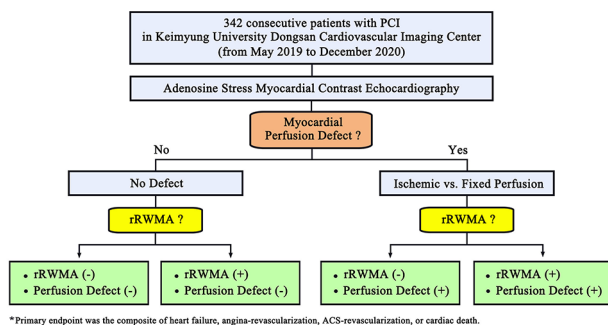 342 consecutive patients with PCI
in Keimyung University Dongsan Cardiovascular Imaging Center
(from May 2019 to December 2020)
Adenosine Stress Myocardial Contrast Echocardiography
Myocardial
Perfusion Defect ?
No
Yes
No Defect
Ischemic vs. Fixed Perfusion
rRWMA ?
rRWMA ?
• rRWMA (-)
• Perfusion Defect (-)
• rRWMA (+)
• Perfusion Defect (-)
• rRWMA (-)
• Perfusion Defect (+)
• rRWMA (+)
• Perfusion Defect (+)
*Primary endpoint was the composite of heart failure, angina-revascularization, ACS-revascularization, or cardiac death.